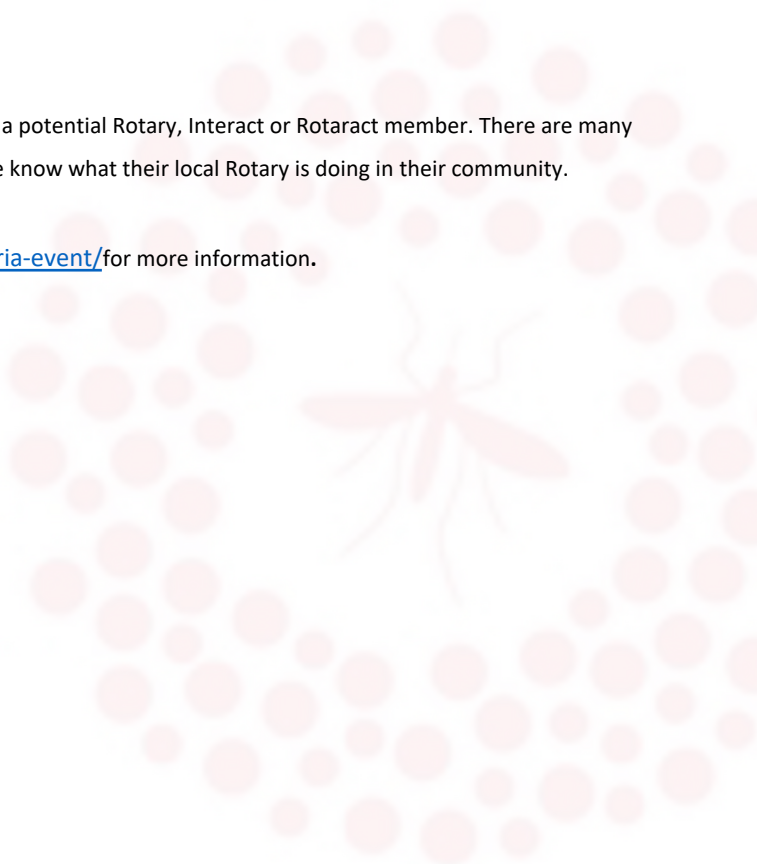 a potential Rotary, Interact or Rotaract member. There are many
know what their local Rotary is doing in their community.
ria-event/for more information.